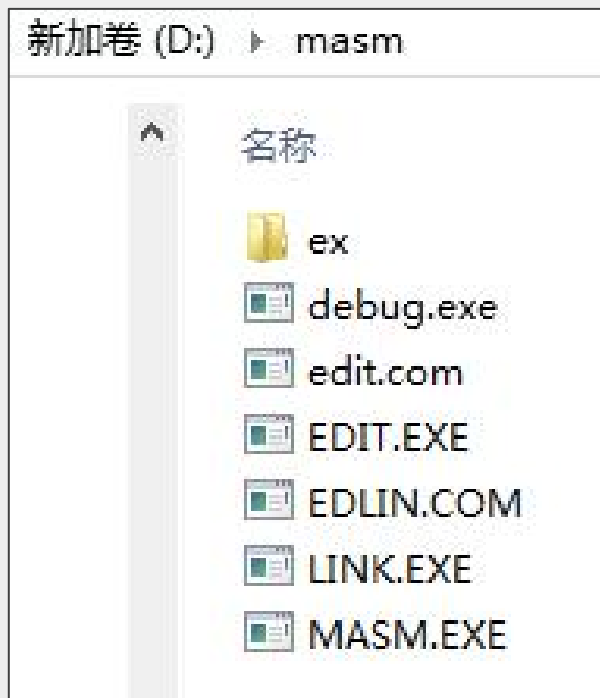 新加卷 (D:) masm
名称
ex
debug.exe
edit.com
EDIT.EXE
EDLIN.COM
LINK.EXE
MASM.EXE